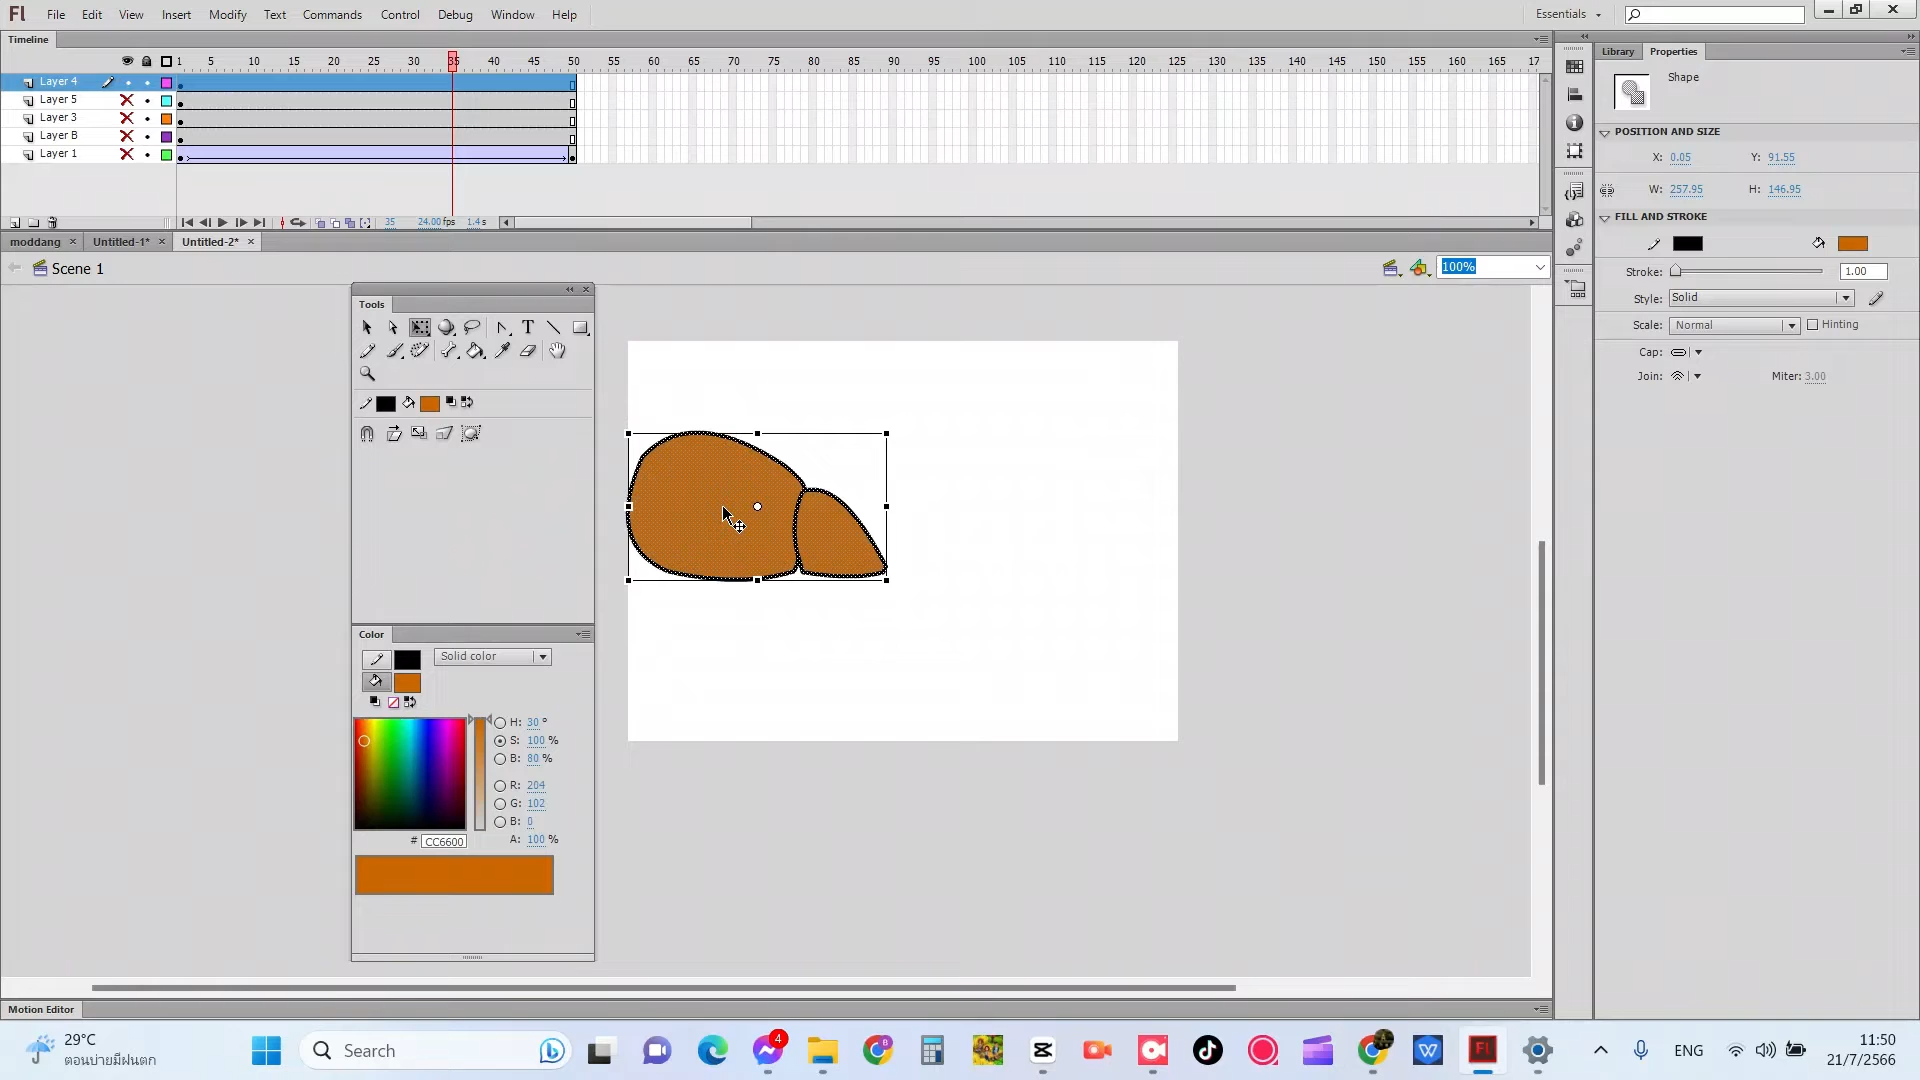 Fl File Edit View Insert Modify Text Commands Control Debug Window Help Essentials
Timeline
1 5 10 15 20 25 30 35 40 45 50 55 60 65 70 75 80 85 90 95 100 105 110 115 120 125 130 135 140 145 150 155 160 165 17
Layer 4
Layer 5
Layer 3
Layer B
Layer 1
35 24.00 fps 1.4 s
moddang Untitled-1* Untitled-2*
Scene 1
100%
Tools
T
Color
Solid color
H: 30 °
S: 100 %
B: 80 %
R: 204
G: 102
B: 0
A: 100 %
# CC6600
Library Properties
Shape
POSITION AND SIZE
X: 0.05 Y: 91.55
W: 257.95 H: 146.95
FILL AND STROKE
Stroke: 1.00
Style: Solid
Scale: Normal Hinting
Cap:
Join: Miter: 3.00
Motion Editor
29°C
ตอนบ่ายมีฝนตก
Search
4
B
W
Fl
ENG
11:50
21/7/2566